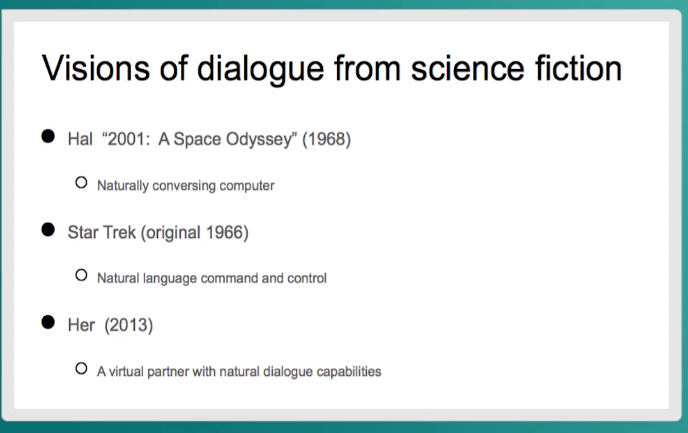 Visions of dialogue from science fiction
Hal “2001: A Space Odyssey” (1968)
Naturally conversing computer
Star Trek (original 1966)
Natural language command and control
Her (2013)
A virtual partner with natural dialogue capabilities